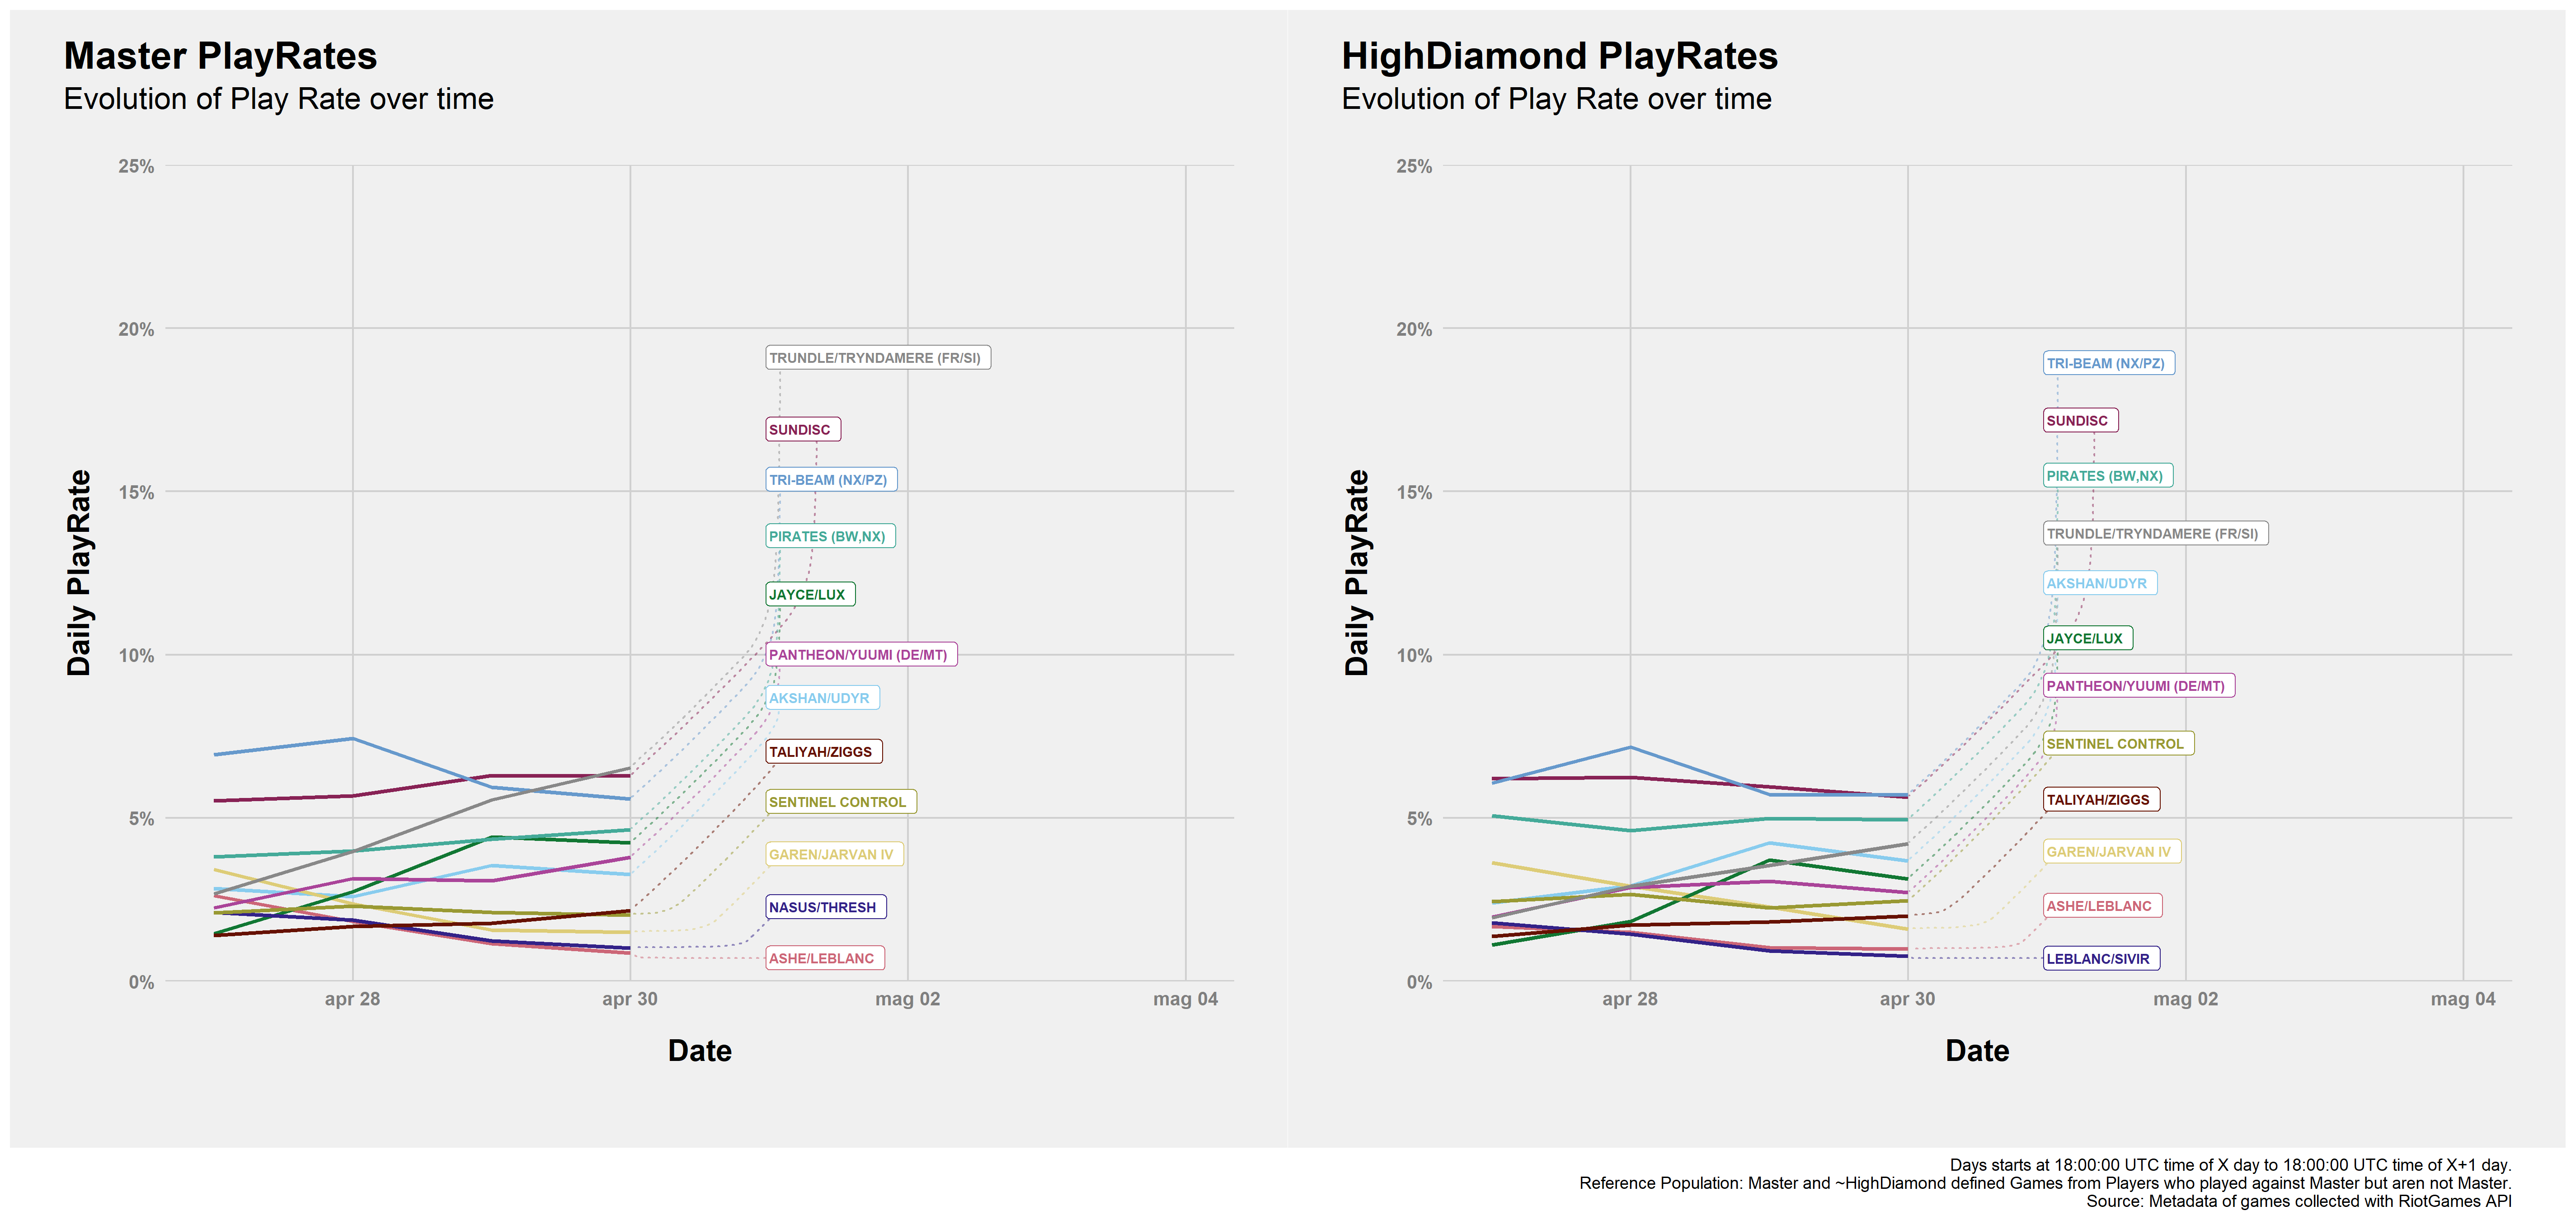 Master PlayRates
Evolution of Play Rate over time
Daily PlayRate
25%
20%
15%
10%
5%
0%
TRUNDLE/TRYNDAMERE (FR/SI)
SUNDISC
TRI-BEAM (NX/PZ)
PIRATES (BW,NX)
JAYCE/LUX
PANTHEON/YUUMI (DE/MT)
AKSHAN/UDYR
TALIYAH/ZIGGS
SENTINEL CONTROL
GAREN/JARVAN IV
NASUS/THRESH
ASHE/LEBLANC
apr 28
apr 30
mag 02
mag 04
Date
HighDiamond PlayRates
Evolution of Play Rate over time
Daily PlayRate
25%
20%
15%
10%
5%
0%
TRI-BEAM (NX/PZ)
SUNDISC
PIRATES (BW,NX)
TRUNDLE/TRYNDAMERE (FR/SI)
AKSHAN/UDYR
JAYCE/LUX
PANTHEON/YUUMI (DE/MT)
SENTINEL CONTROL
TALIYAH/ZIGGS
GAREN/JARVAN IV
ASHE/LEBLANC
LEBLANC/SIVIR
apr 28
apr 30
mag 02
mag 04
Date
Days starts at 18:00:00 UTC time of X day to 18:00:00 UTC time of X+1 day.
Reference Population: Master and ~HighDiamond defined Games from Players who played against Master but aren not Master.
Source: Metadata of games collected with RiotGames API